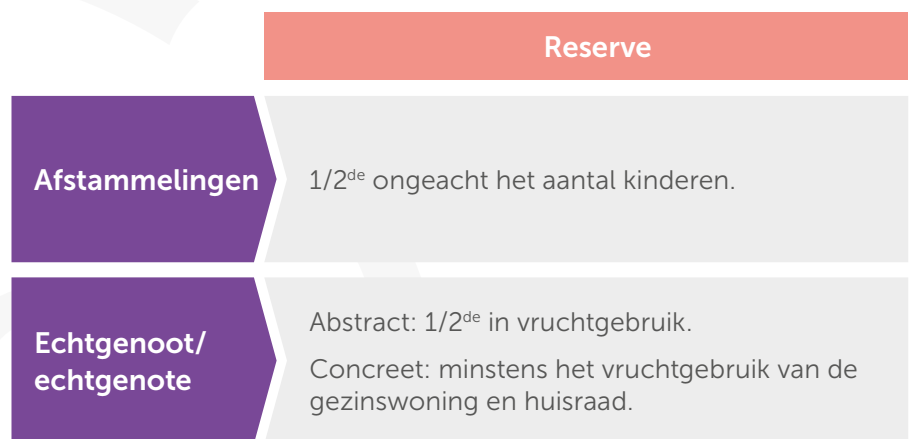 Reserve
Afstammelingen
1/2de ongeacht het aantal kinderen.
Echtgenoot/
echtgenote
Abstract: 1/2de in vruchtgebruik.
Concreet: minstens het vruchtgebruik van de
gezinswoning en huisraad.